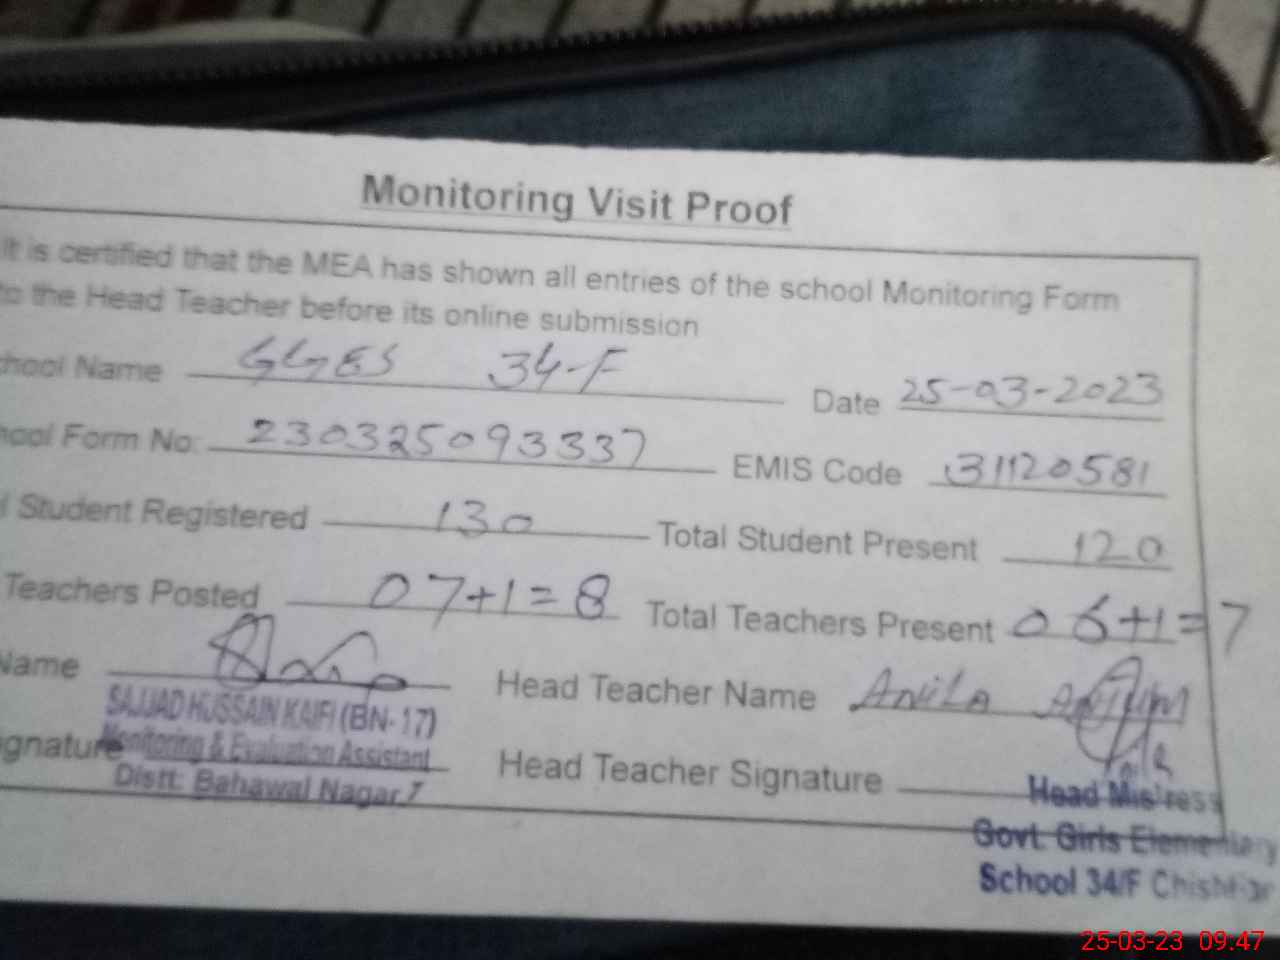 Monitoring Visit Proof
It is certified that the MEA has shown all entries of the school Monitoring Form
to the Head Teacher before its online submission
chool Name GGES 34-F Date 25-03-2023
hool Form No: 230325093337 EMIS Code 31120581
l Student Registered 130 Total Student Present 120
Teachers Posted 07+1=8 Total Teachers Present 06+1=7
Name Head Teacher Name Anila Anjum
SAJJAD HUSSAIN KAIFI (BN-17)
ignature Monitoring & Evaluation Assistant Head Teacher Signature
Distt: Bahawal Nagar 7
Head Mistress
Govt. Girls Elementary
School 34/F Chishtian
25-03-23 09:47